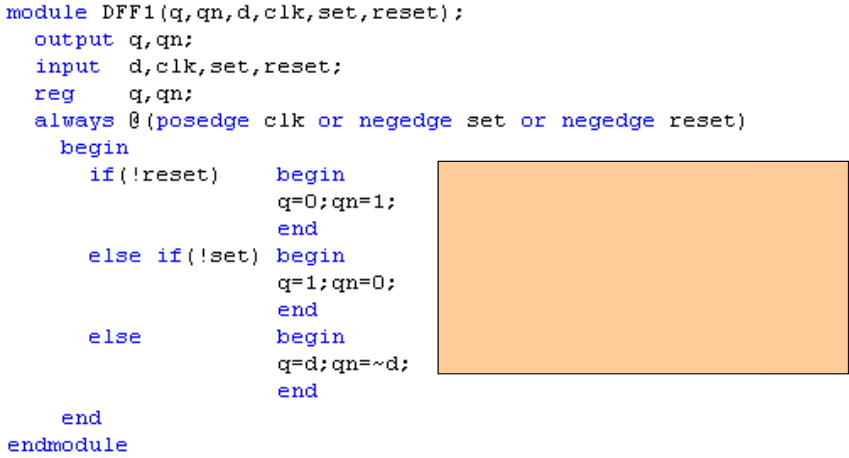 module DFF1(q,qn,d,clk,set,reset);
output q,qn;
input d,clk,set,reset;
reg q,qn;
always @(posedge clk or negedge set or negedge reset)
begin
if(!reset) begin
q=0;qn=1;
end
else if(!set) begin
q=1;qn=0;
end
else begin
q=d;qn=~d;
end
end
endmodule